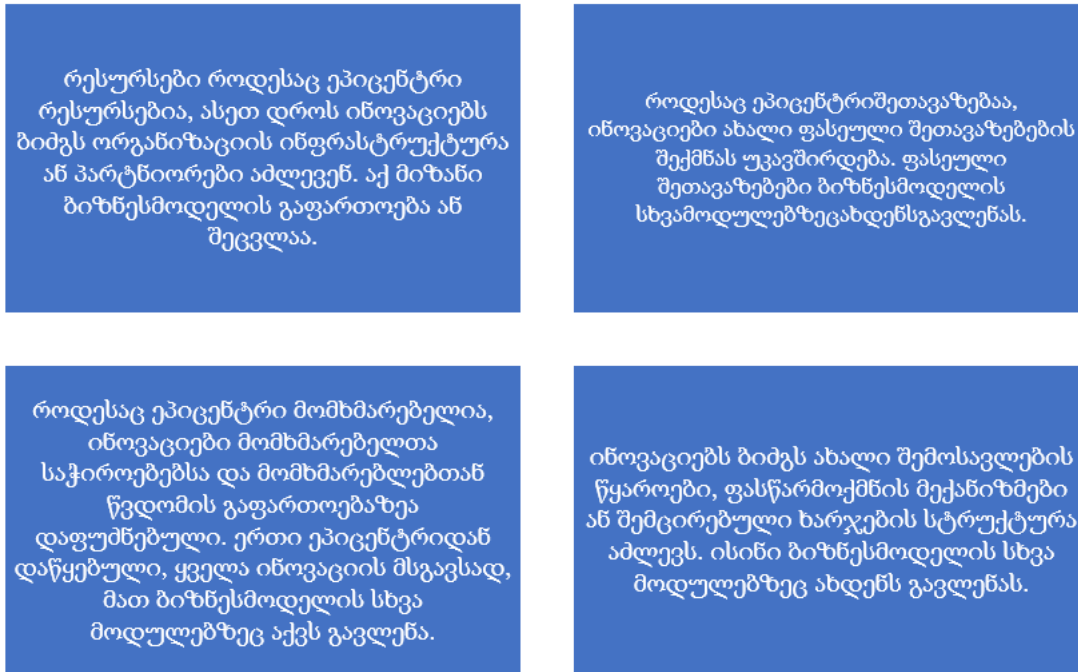 რესურსები როდესაც ეპიცენტრი
რესურსებია, ასეთ დროს ინოვაციებს
ბიძგს ორგანიზაციის ინფრასტრუქტურა
ან პარტნიორები აძლევენ. აქ მიზანი
ბიზნესმოდელის გაფართოება ან
შეცვლაა.
როდესაც ეპიცენტრიშეთავაზებაა,
ინოვაციები ახალი ფასეული შეთავაზებების
შექმნას უკავშირდება. ფასეული
შეთავაზებები ბიზნესმოდელის
სხვამოდულებზეცახდენსგავლენას.
როდესაც ეპიცენტრი მომხმარებელია,
ინოვაციები მომხმარებელთა
საჭიროებებსა და მომხმარებლებთან
წვდომის გაფართოებაზეა
დაფუძნებული. ერთი ეპიცენტრიდან
დაწყებული, ყველა ინოვაციის მსგავსად,
მათ ბიზნესმოდელის სხვა
მოდულებზეც აქვს გავლენა.
ინოვაციებს ბიძგს ახალი შემოსავლების
წყაროები, ფასწარმოქმნის მექანიზმები
ან შემცირებული ხარჯების სტრუქტურა
აძლევს. ისინი ბიზნესმოდელის სხვა
მოდულებზეც ახდენს გავლენას.